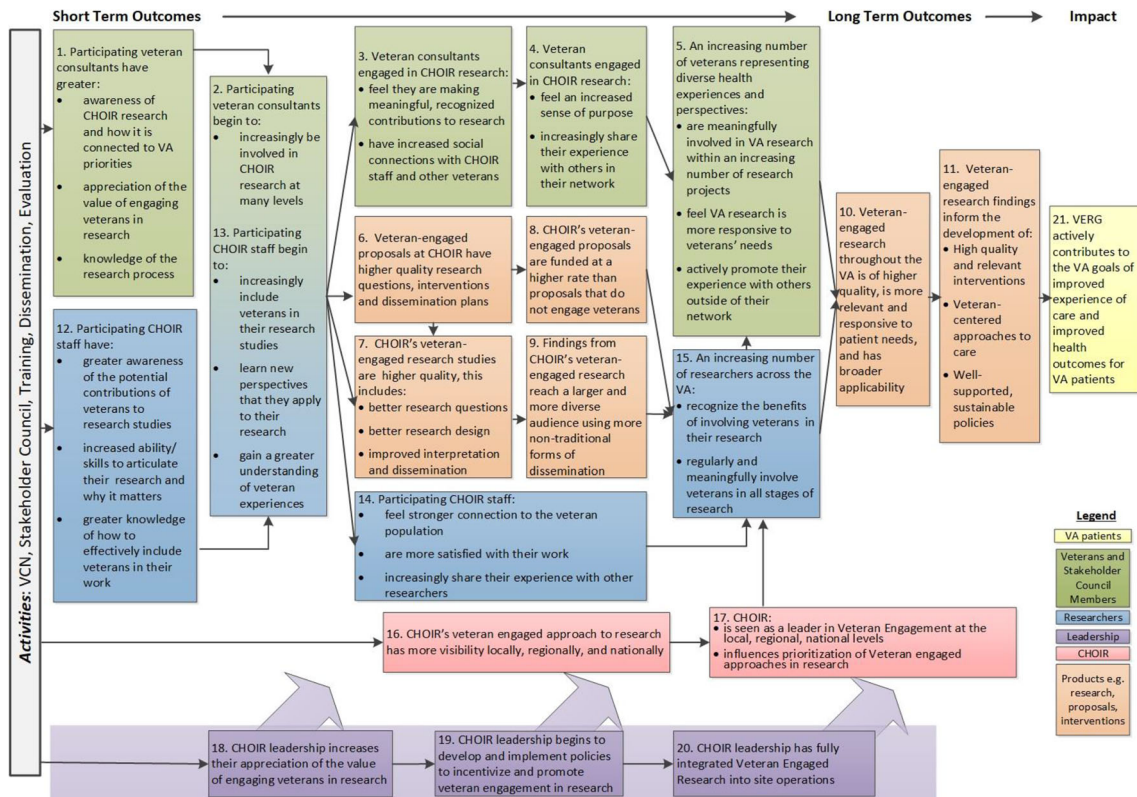 Short Term Outcomes
Long Term Outcomes
Impact
Activities: VCN, Stakeholder Council, Training, Dissemination, Evaluation
1. Participating veteran
consultants have
greater:
• awareness of
CHOIR research
and how it is
connected to VA
priorities
• appreciation of the
value of engaging
veterans in
research
• knowledge of the
research process
12. Participating CHOIR
staff have:
• greater awareness
of the potential
contributions of
veterans to
research studies
• increased ability/
skills to articulate
their research and
why it matters
• greater knowledge
of how to
effectively include
veterans in their
work
2. Participating
veteran consultants
begin to:
• increasingly be
involved in
CHOIR
research at
many levels
13. Participating
CHOIR staff begin
to:
• increasingly
include
veterans in
their research
studies
• learn new
perspectives
that they apply
to their
research
• gain a greater
understanding
of veteran
experiences
3. Veteran consultants
engaged in CHOIR research:
• feel they are making
meaningful, recognized
contributions to research
• have increased social
connections with CHOIR
staff and other veterans
4. Veteran
consultants engaged
in CHOIR research:
• feel an increased
sense of purpose
• increasingly share
their experience
with others
in their network
6. Veteran-engaged
proposals at CHOIR have
higher quality research
questions, interventions
and dissemination plans
8. CHOIR's veteran-
engaged proposals
are funded at a
higher rate than
proposals that do
not engage veterans
7. CHOIR's veteran-
engaged research studies
are higher quality, this
includes:
• better research questions
• better research design
• improved interpretation
and dissemination
9. Findings from
CHOIR's veteran-
engaged research
reach a larger and
more diverse
audience using more
non-traditional
forms of
dissemination
14. Participating CHOIR staff:
• feel stronger connection to the veteran
population
• are more satisfied with their work
• increasingly share their experience with other
researchers
5. An increasing number
of veterans representing
diverse health
experiences and
perspectives:
• are meaningfully
involved in VA research
within an increasing
number of research
projects
• feel VA research is
more responsive to
veterans' needs
• actively promote their
experience with others
outside of their
network
15. An increasing number
of researchers across the
VA:
• recognize the benefits
of involving veterans in
their research
• regularly and
meaningfully involve
veterans in all stages of
research
10. Veteran-
engaged
research
throughout the
VA is of higher
quality, is more
relevant and
responsive to
patient needs,
and has
broader
applicability
11. Veteran-
engaged
research findings
inform the
development of:
• High quality
and relevant
interventions
• Veteran-
centered
approaches to
care
• Well-
supported,
sustainable
policies
21. VERG
actively
contributes to
the VA goals of
improved
experience of
care and
improved
health
outcomes for
VA patients
16. CHOIR's veteran engaged approach to research
has more visibility locally, regionally, and nationally
17. CHOIR:
• is seen as a leader in Veteran Engagement at the
local, regional, national levels
• influences prioritization of Veteran engaged
approaches in research
18. CHOIR leadership increases
their appreciation of the value
of engaging veterans in research
19. CHOIR leadership begins to
develop and implement policies
to incentivize and promote
veteran engagement in research
20. CHOIR leadership has fully
integrated Veteran Engaged
Research into site operations
Legend
VA patients
Veterans and
Stakeholder
Council
Members
Researchers
Leadership
CHOIR
Products e.g.
research,
proposals,
interventions